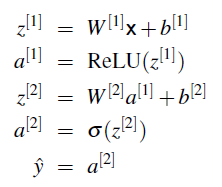 z^{[1]} = W^{[1]}x + b^{[1]}
a^{[1]} = ReLU(z^{[1]})
z^{[2]} = W^{[2]}a^{[1]} + b^{[2]}
a^{[2]} = σ(z^{[2]})
ŷ = a^{[2]}